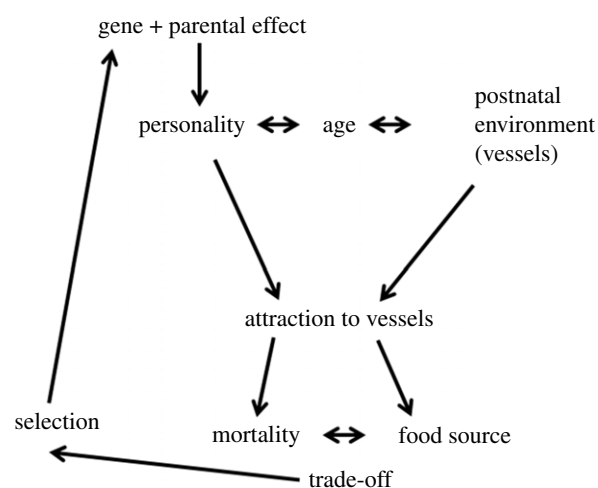 gene + parental effect
personality
age
postnatal
environment
(vessels)
attraction to vessels
selection
mortality
food source
trade-off